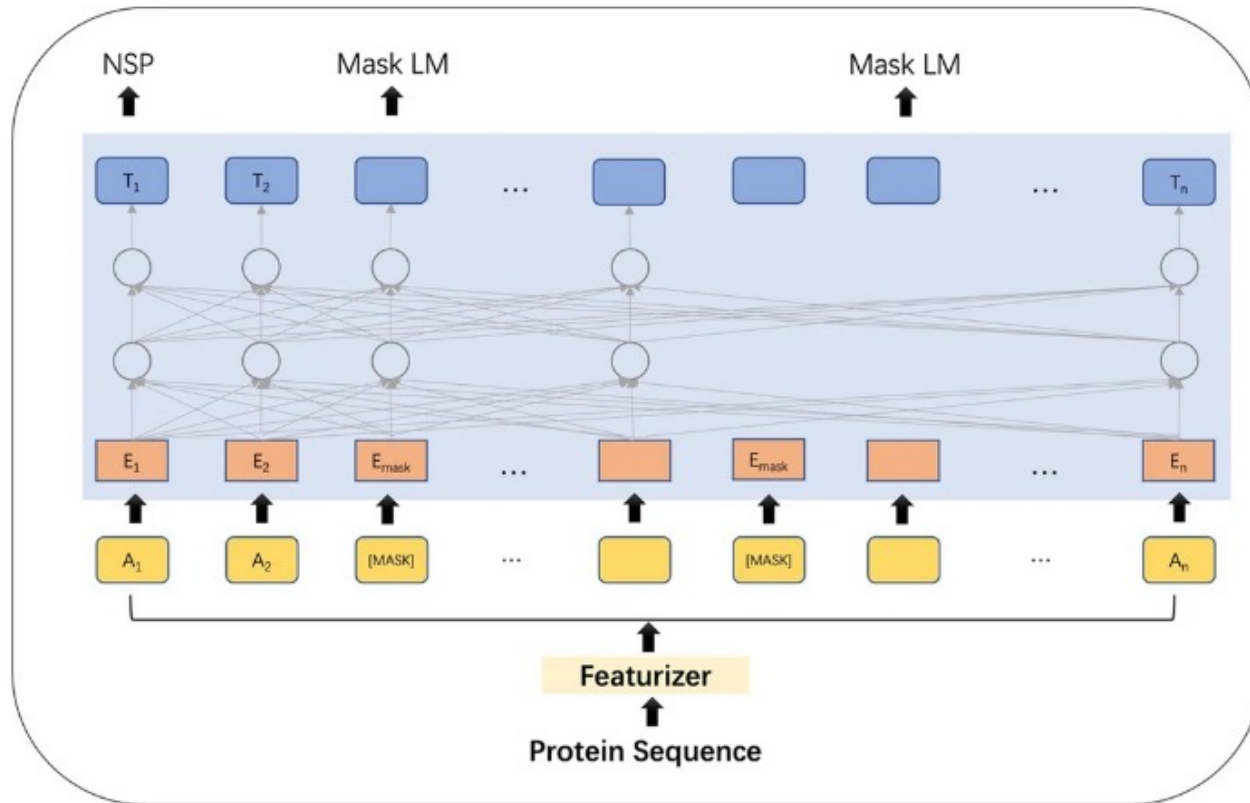 NSP Mask LM Mask LM
T₁ T₂ ... ... Tₙ
E₁ E₂ Eₘₐₛₖ ... Eₘₐₛₖ ... Eₙ
A₁ A₂ [MASK] ... [MASK] ... Aₙ
Featurizer
Protein Sequence